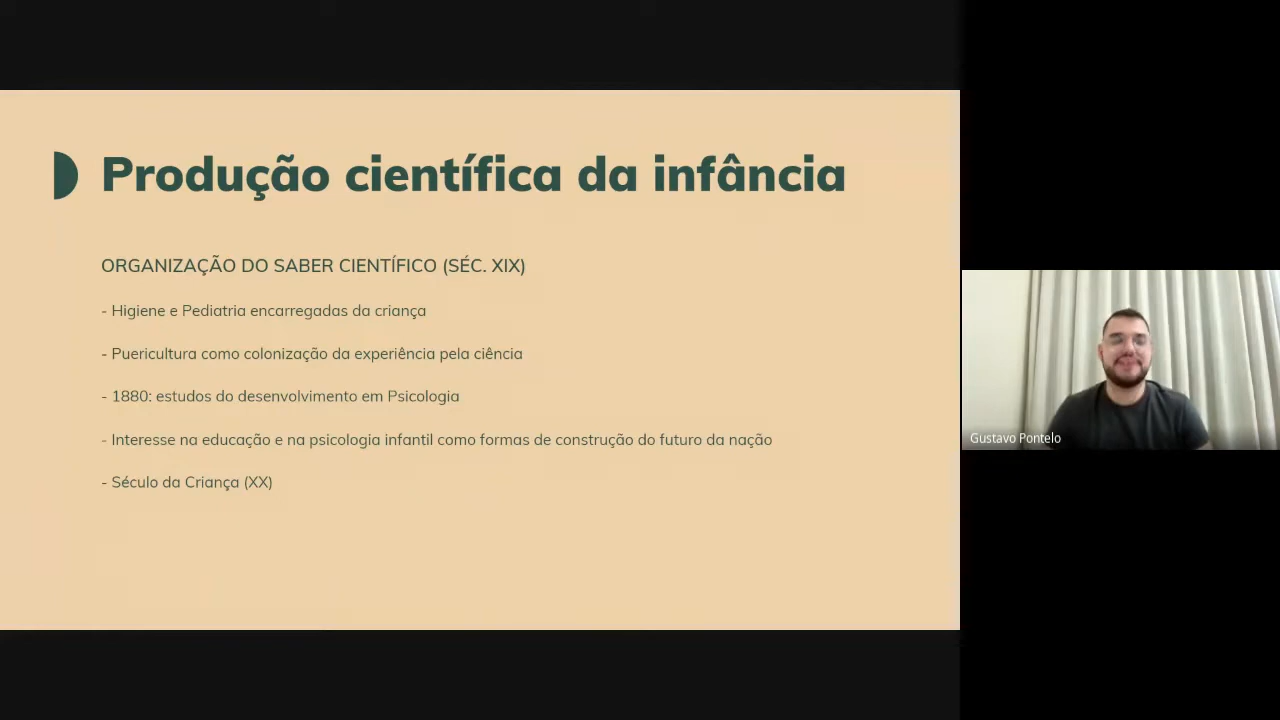 Produção científica da infância
ORGANIZAÇÃO DO SABER CIENTÍFICO (SÉC. XIX)
- Higiene e Pediatria encarregadas da criança
- Puericultura como colonização da experiência pela ciência
- 1880: estudos do desenvolvimento em Psicologia
- Interesse na educação e na psicologia infantil como formas de construção do futuro da nação
- Século da Criança (XX)
Gustavo Pontelo